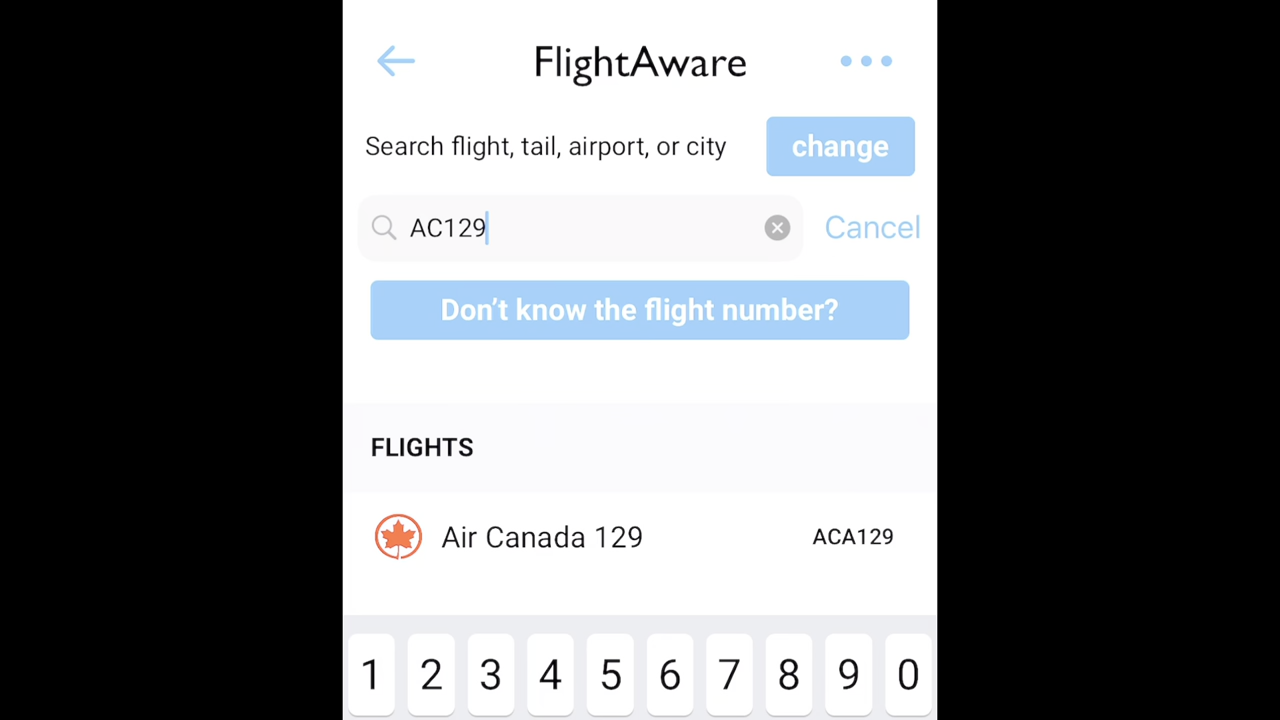 FlightAware
Search flight, tail, airport, or city
change
AC129
Cancel
Don’t know the flight number?
FLIGHTS
Air Canada 129 ACA129
1 2 3 4 5 6 7 8 9 0